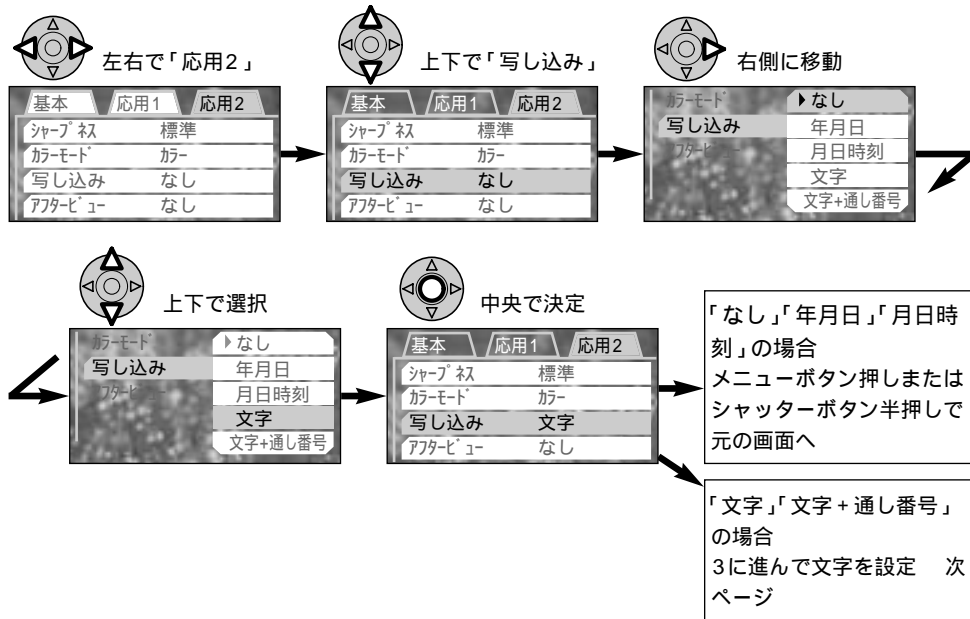 左右で「応用2」
基本 応用1 応用2
シャープネス 標準
カラーモード カラー
写し込み なし
アフタービュー なし
上下で「写し込み」
基本 応用1 応用2
シャープネス 標準
カラーモード カラー
写し込み なし
アフタービュー なし
右側に移動
カラーモード
写し込み
アフタービュー
なし
年月日
月日時刻
文字
文字+通し番号
上下で選択
カラーモード
写し込み
アフタービュー
なし
年月日
月日時刻
文字
文字+通し番号
中央で決定
基本 応用1 応用2
シャープネス 標準
カラーモード カラー
写し込み 文字
アフタービュー なし
「なし」「年月日」「月日時
刻」の場合
メニューボタン押しまたは
シャッターボタン半押しで
元の画面へ
「文字」「文字+通し番号」
の場合
3に進んで文字を設定 次
ページ